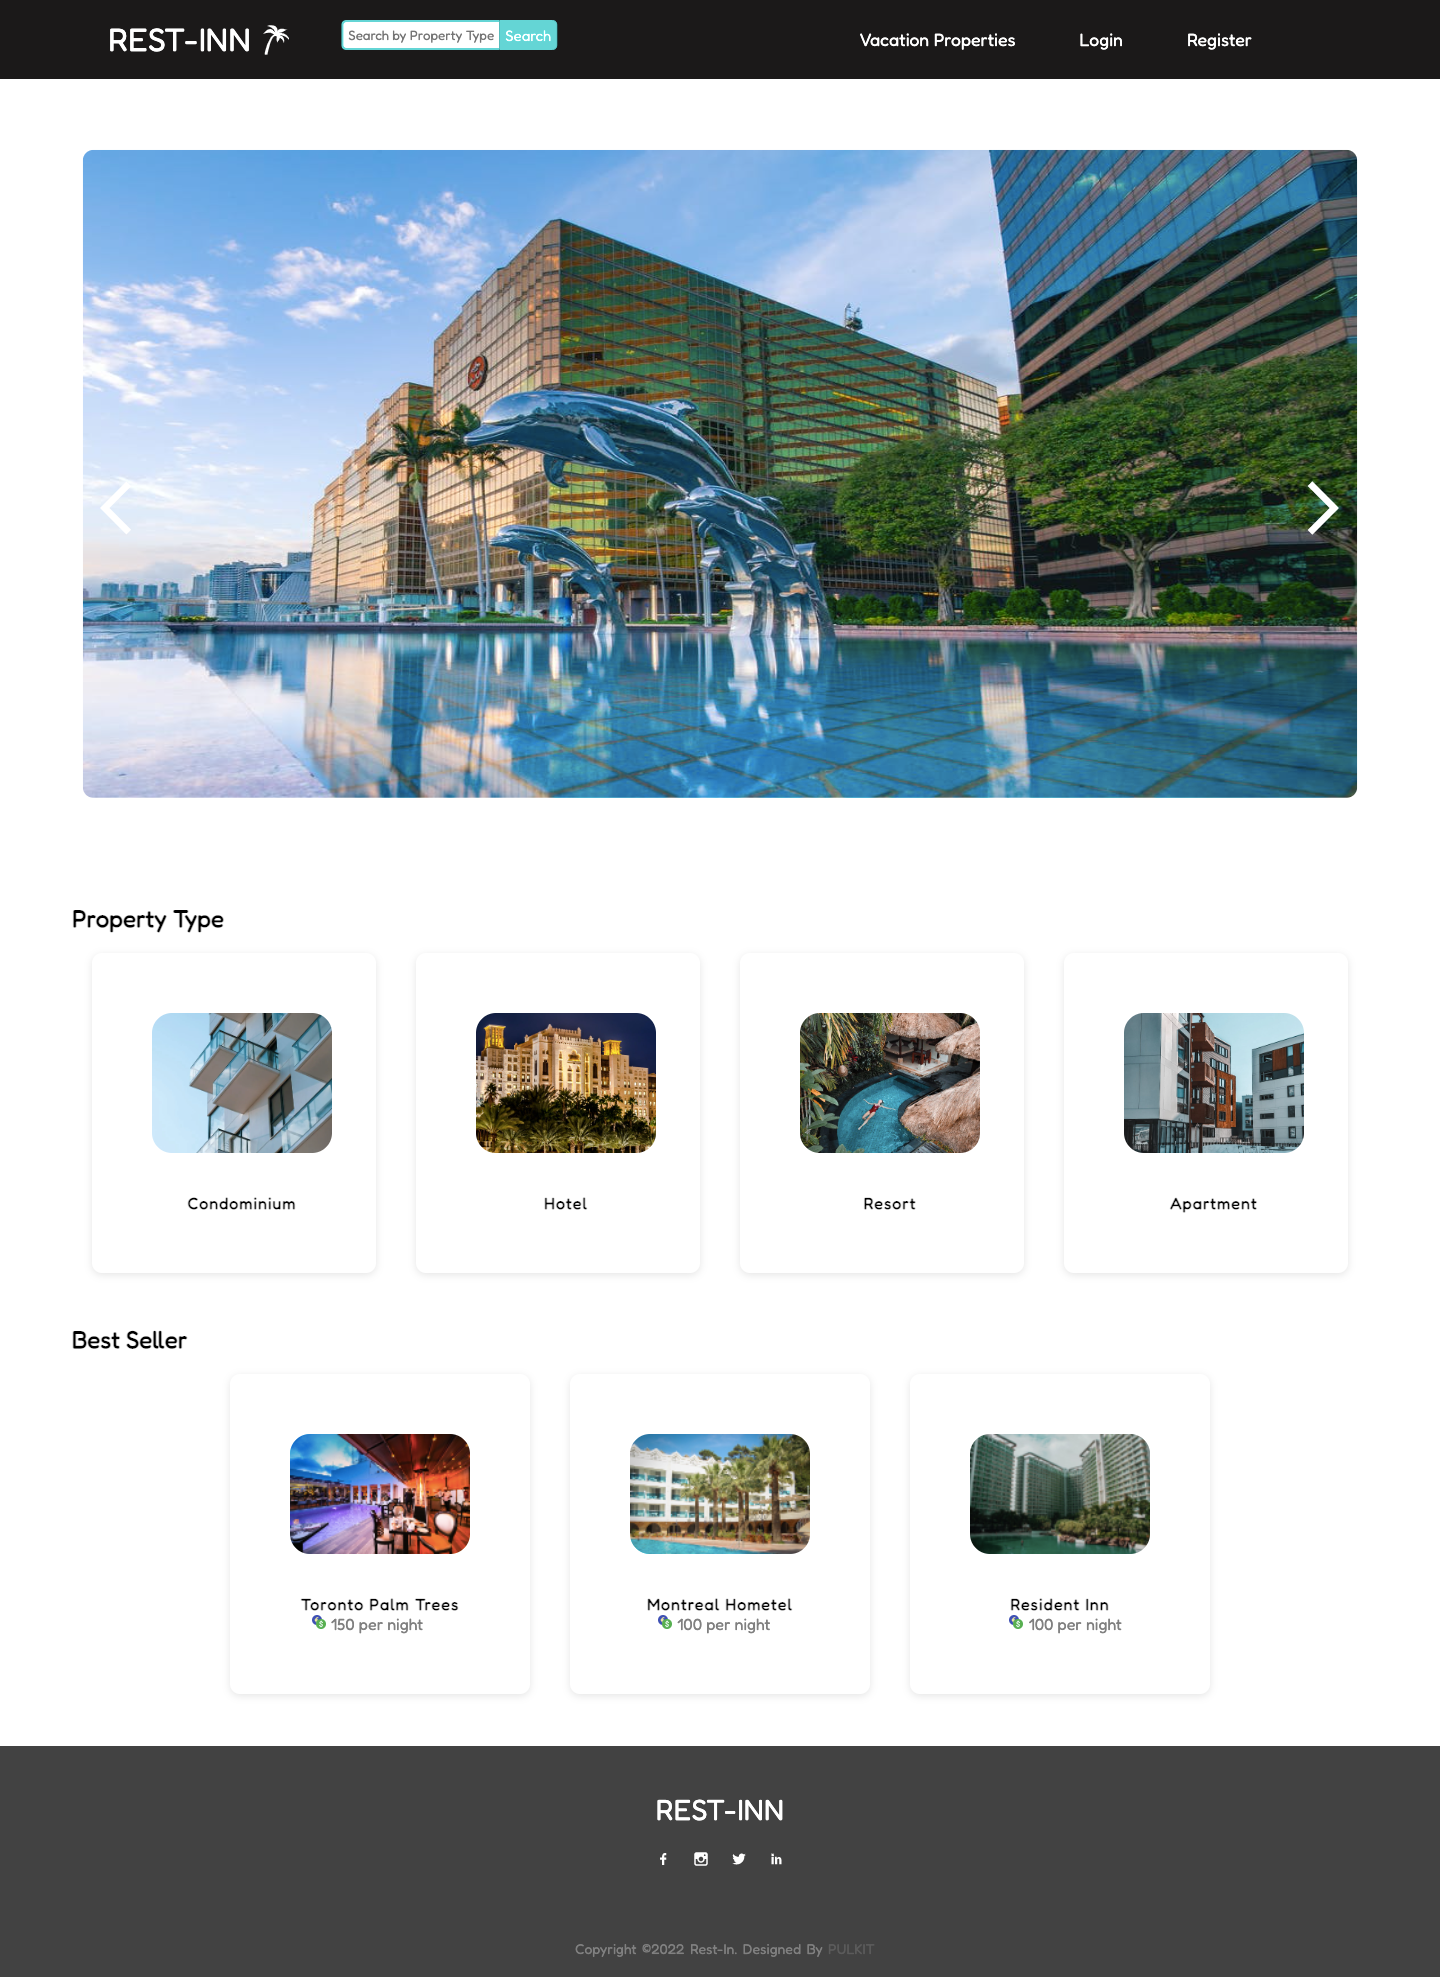 REST-INN
Search by Property Type Search
Vacation Properties Login Register
Property Type
Condominium
Hotel
Resort
Apartment
Best Seller
Toronto Palm Trees
150 per night
Montreal Hometel
100 per night
Resident Inn
100 per night
REST-INN
Copyright ©2022 Rest-In. Designed By PULKIT